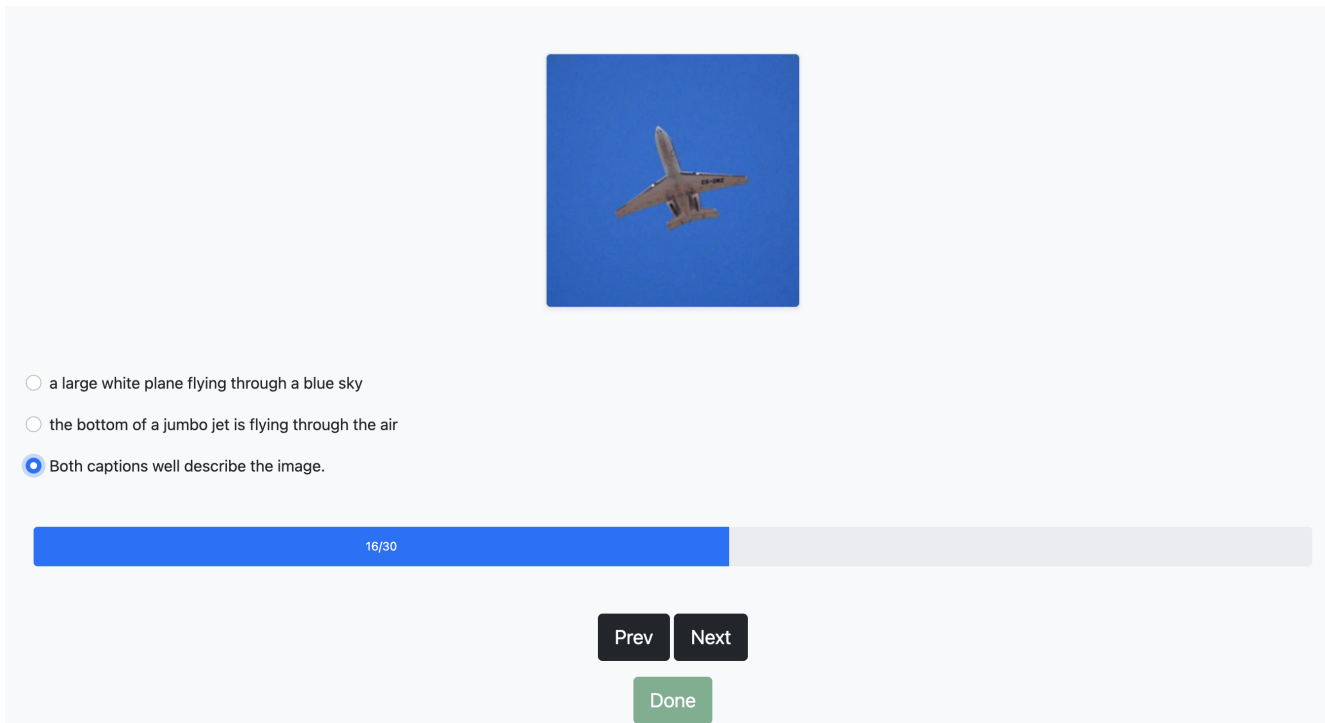 a large white plane flying through a blue sky
the bottom of a jumbo jet is flying through the air
Both captions well describe the image.
16/30
Prev Next
Done